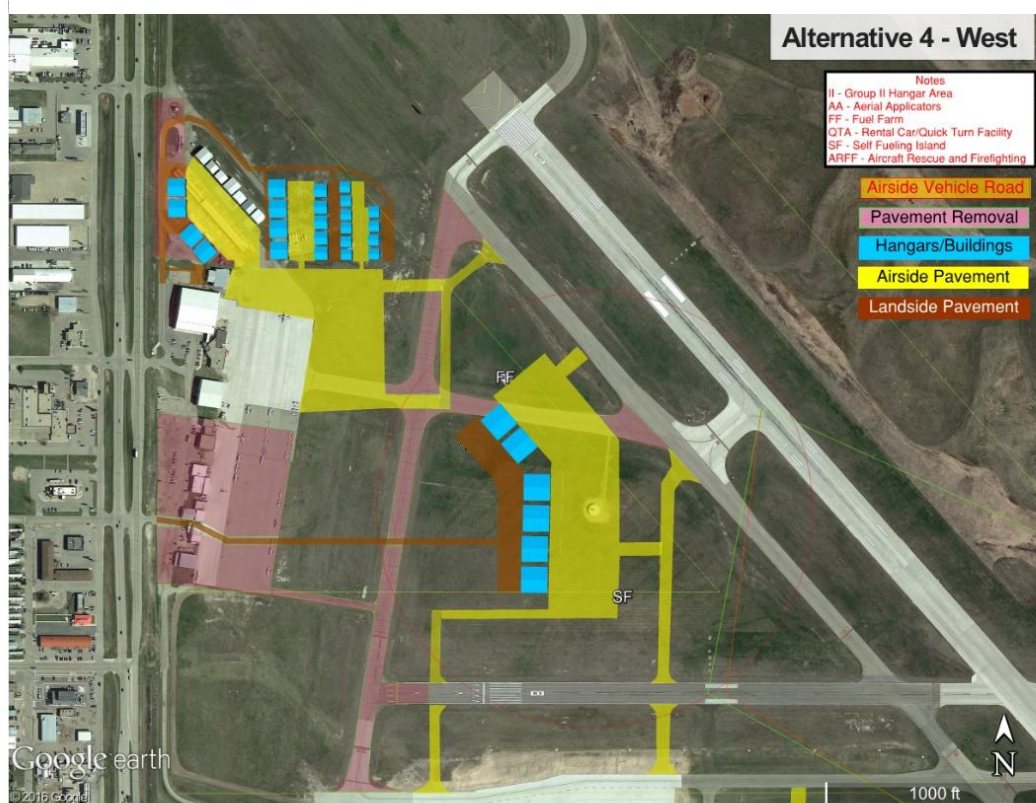 Alternative 4 - West
Notes
II - Group II Hangar Area
AA - Aerial Applicators
FF - Fuel Farm
QTA - Rental Car/Quick Turn Facility
SF - Self Fueling Island
ARFF - Aircraft Rescue and Firefighting
Airside Vehicle Road
Pavement Removal
Hangars/Buildings
Airside Pavement
Landside Pavement
FF
SF
8
N
Google earth
© 2016 Google
1000 ft